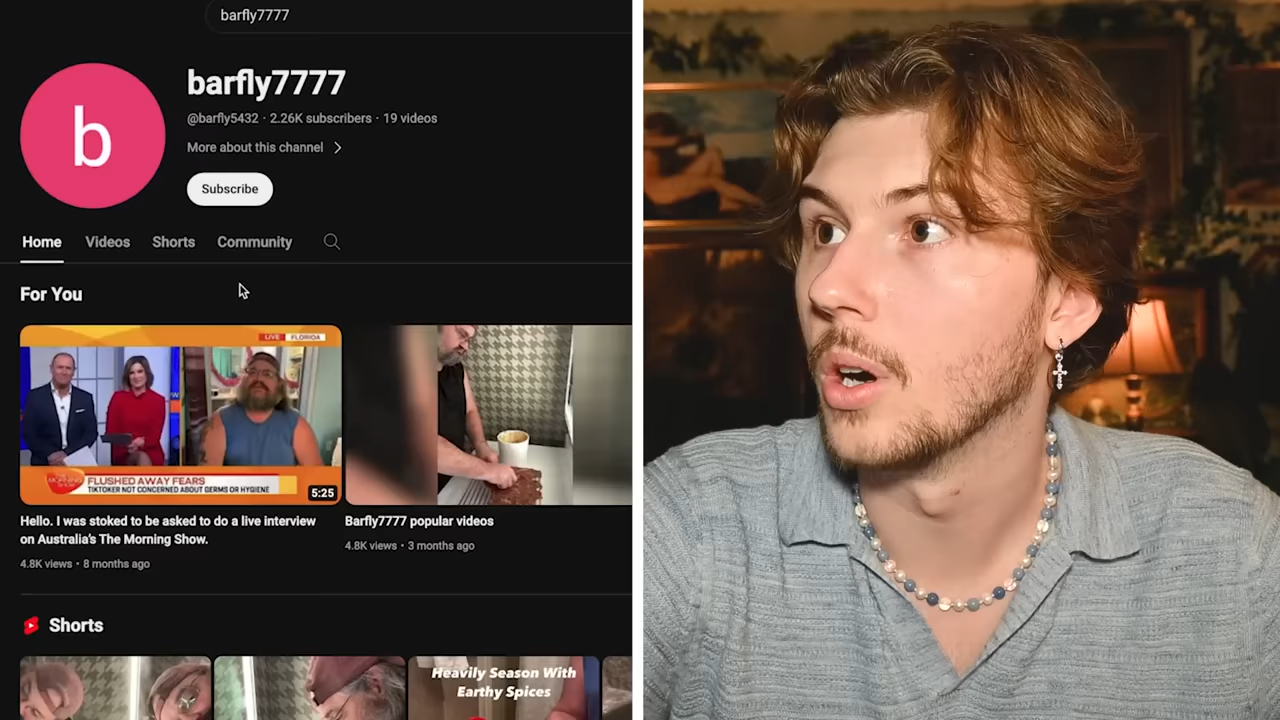 barfly7777
b
barfly7777
@barfly5432 · 2.26K subscribers · 19 videos
More about this channel
Subscribe
Home Videos Shorts Community
For You
LIVE FLORIDA
FLUSHED AWAY FEARS
TIKTOKER NOT CONCERNED ABOUT GERMS OR HYGIENE
5:25
Hello. I was stoked to be asked to do a live interview
on Australia's The Morning Show.
4.8K views • 8 months ago
Barfly7777 popular videos
4.8K views • 3 months ago
Shorts
Heavily Season With
Earthy Spices